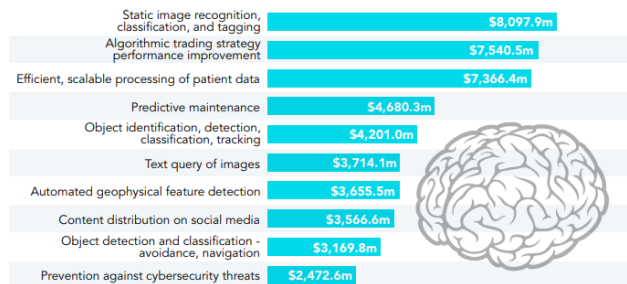 Static image recognition,
classification, and tagging
$8,097.9m
Algorithmic trading strategy
performance improvement
$7,540.5m
Efficient, scalable processing of patient data
$7,366.4m
Predictive maintenance
$4,680.3m
Object identification, detection,
classification, tracking
$4,201.0m
Text query of images
$3,714.1m
Automated geophysical feature detection
$3,655.5m
Content distribution on social media
$3,566.6m
Object detection and classification -
avoidance, navigation
$3,169.8m
Prevention against cybersecurity threats
$2,472.6m